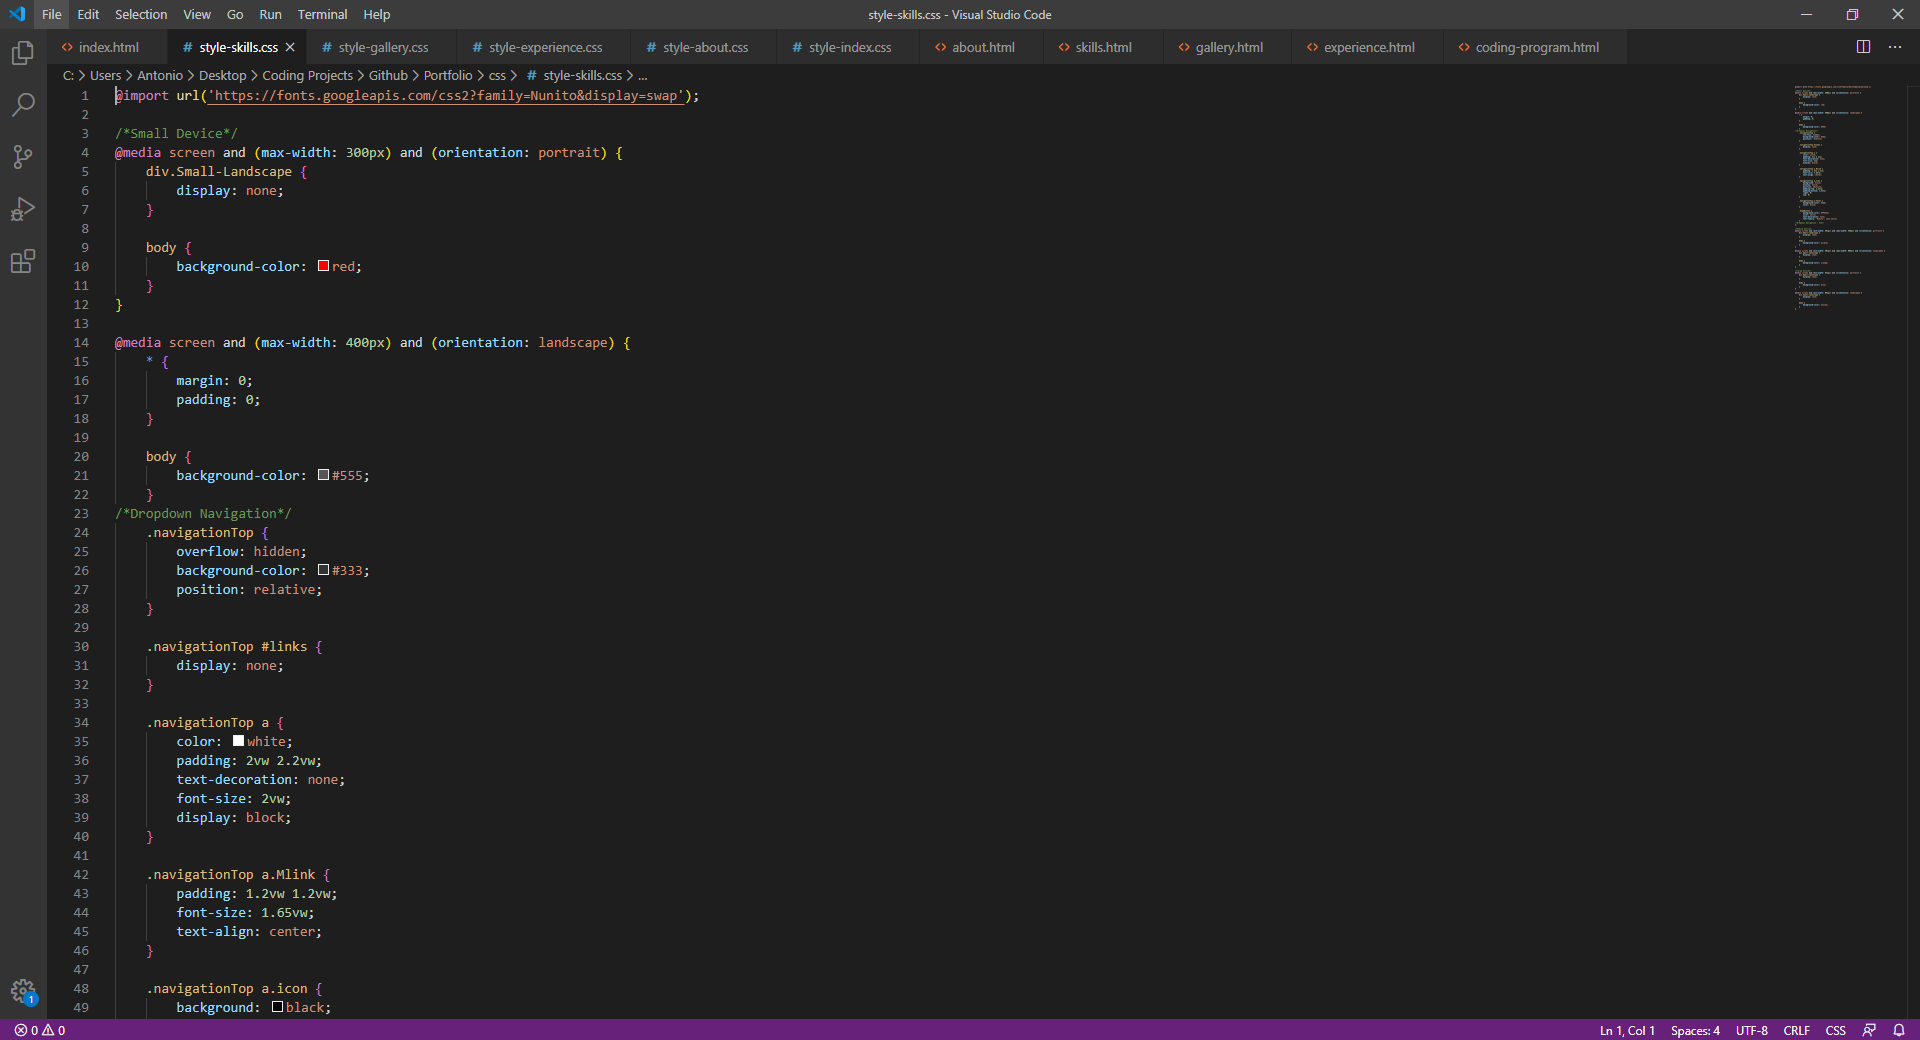 File Edit Selection View Go Run Terminal Help
style-skills.css - Visual Studio Code
index.html
style-skills.css
style-gallery.css
style-experience.css
style-about.css
style-index.css
about.html
skills.html
gallery.html
experience.html
coding-program.html
C: > Users > Antonio > Desktop > Coding Projects > Github > Portfolio > css > # style-skills.css > ...
1 @import url('https://fonts.googleapis.com/css2?family=Nunito&display=swap');
2
3 /*Small Device*/
4 @media screen and (max-width: 300px) and (orientation: portrait) {
5 div.Small-Landscape {
6 display: none;
7 }
8
9 body {
10 background-color: red;
11 }
12 }
13
14 @media screen and (max-width: 400px) and (orientation: landscape) {
15 * {
16 margin: 0;
17 padding: 0;
18 }
19
20 body {
21 background-color: #555;
22 }
23 /*Dropdown Navigation*/
24 .navigationTop {
25 overflow: hidden;
26 background-color: #333;
27 position: relative;
28 }
29
30 .navigationTop #links {
31 display: none;
32 }
33
34 .navigationTop a {
35 color: white;
36 padding: 2vw 2.2vw;
37 text-decoration: none;
38 font-size: 2vw;
39 display: block;
40 }
41
42 .navigationTop a.Mlink {
43 padding: 1.2vw 1.2vw;
44 font-size: 1.65vw;
45 text-align: center;
46 }
47
48 .navigationTop a.icon {
49 background: black;
1
0 0
Ln 1, Col 1 Spaces: 4 UTF-8 CRLF CSS